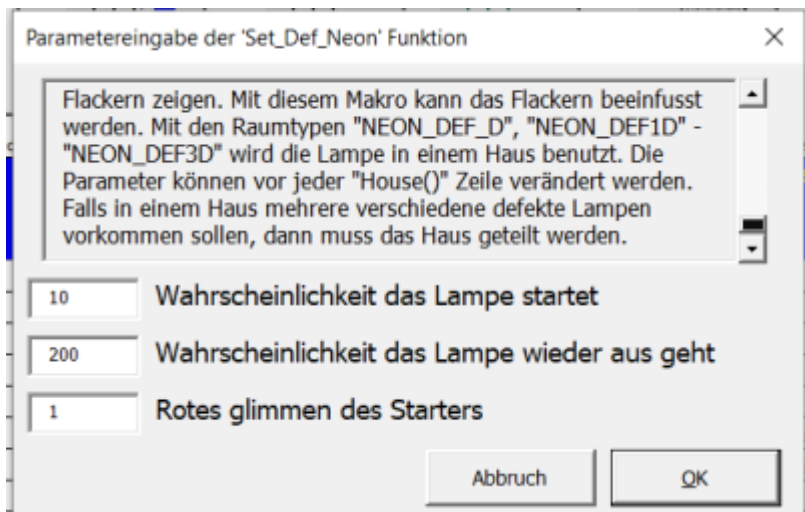 Parametereingabe der 'Set_Def_Neon' Funktion
Flackern zeigen. Mit diesem Makro kann das Flackern beeinfusst
werden. Mit den Raumtypen "NEON_DEF_D", "NEON_DEF1D" -
"NEON_DEF3D" wird die Lampe in einem Haus benutzt. Die
Parameter können vor jeder "House()" Zeile verändert werden.
Falls in einem Haus mehrere verschiedene defekte Lampen
vorkommen sollen, dann muss das Haus geteilt werden.
10 Wahrscheinlichkeit das Lampe startet
200 Wahrscheinlichkeit das Lampe wieder aus geht
1 Rotes glimmen des Starters
Abbruch OK